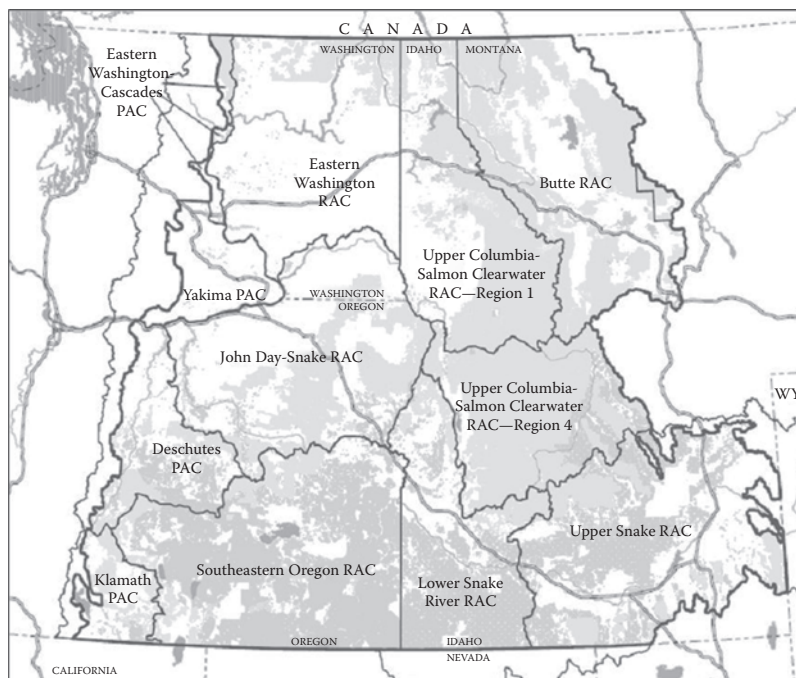 CANADA
WASHINGTON
IDAHO
MONTANA
Eastern
Washington-
Cascades
PAC
Eastern
Washington
RAC
Butte RAC
Upper Columbia-
Salmon Clearwater
RAC—Region 1
Yakima PAC
WASHINGTON
OREGON
John Day-Snake RAC
Upper Columbia-
Salmon Clearwater
RAC—Region 4
WY
Deschutes
PAC
Upper Snake RAC
Southeastern Oregon RAC
Klamath
PAC
Lower Snake
River RAC
OREGON
IDAHO
NEVADA
CALIFORNIA